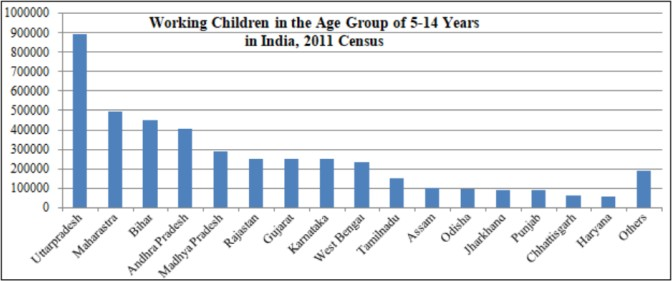 Working Children in the Age Group of 5-14 Years
in India, 2011 Census
1000000
900000
800000
700000
600000
500000
400000
300000
200000
100000
0
Uttarpradesh
Maharastra
Bihar
Andhra Pradesh
Madhya Pradesh
Rajastan
Gujarat
Karnataka
West Bengal
Tamilnadu
Assam
Odisha
Jharkhand
Punjab
Chhattisgarh
Haryana
Others